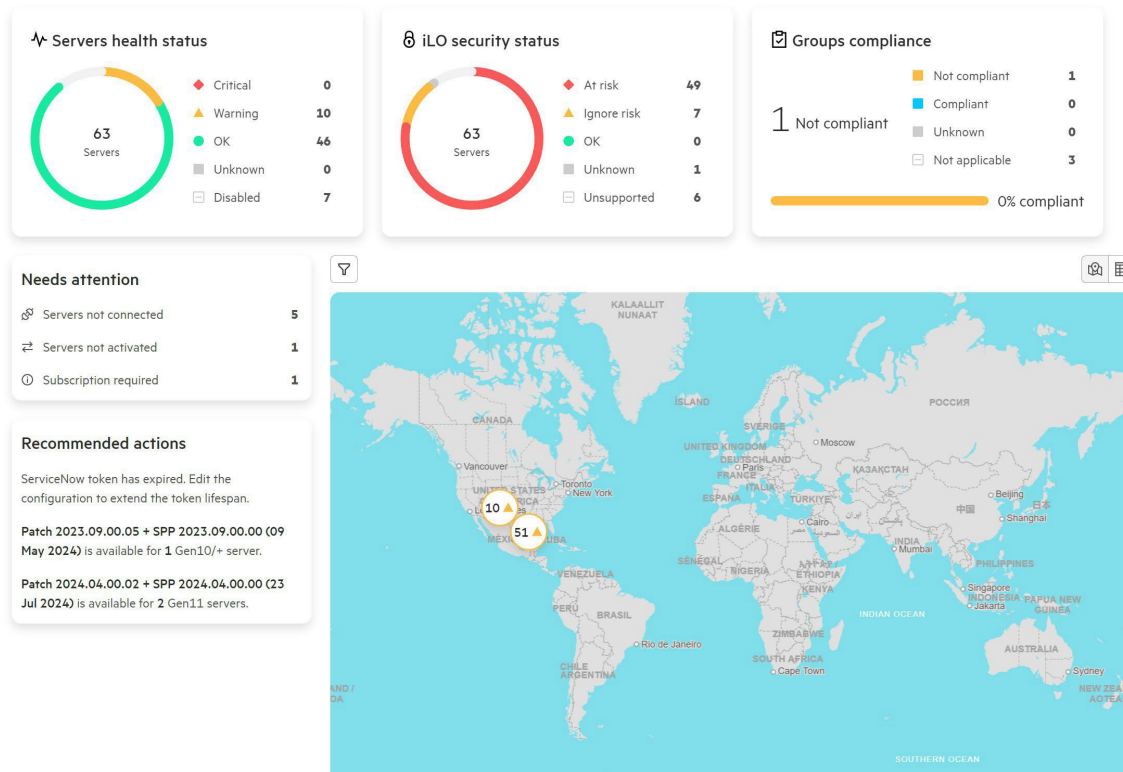 Servers health status
63
Servers
Critical 0
Warning 10
OK 46
Unknown 0
Disabled 7
iLO security status
63
Servers
At risk 49
Ignore risk 7
OK 0
Unknown 1
Unsupported 6
Groups compliance
1 Not compliant
Not compliant 1
Compliant 0
Unknown 0
Not applicable 3
0% compliant
Needs attention
Servers not connected 5
Servers not activated 1
Subscription required 1
Recommended actions
ServiceNow token has expired. Edit the
configuration to extend the token lifespan.
Patch 2023.09.00.05 + SPP 2023.09.00.00 (09
May 2024) is available for 1 Gen10/+ server.
Patch 2024.04.00.02 + SPP 2024.04.00.00 (23
Jul 2024) is available for 2 Gen11 servers.
KALAALLIT
NUNAAT
ÍSLAND
РОССИЯ
CANADA
SVERIGE
Moscow
UNITED KINGDOM
DEUTSCHLAND
Paris
FRANCE
ҚАЗАҚСТАН
Vancouver
Toronto
New York
UNITED STATES
ITALIA
ESPAÑA
TÜRKIYE
Beijing
中国
日本
Shanghai
10
51
ALGÉRIE
Cairo
مصر
السعودية
ایران
INDIA
Mumbai
PHILIPPINES
SÉNÉGAL
NIGERIA
ETHIOPIA
KENYA
VENEZUELA
Singapore
INDONESIA
Jakarta
PAPUA NEW
GUINEA
PERÚ
BRASIL
INDIAN OCEAN
ZIMBABWE
Rio de Janeiro
AUSTRALIA
SOUTH AFRICA
Cape Town
CHILE
ARGENTINA
Sydney
SOUTHERN OCEAN